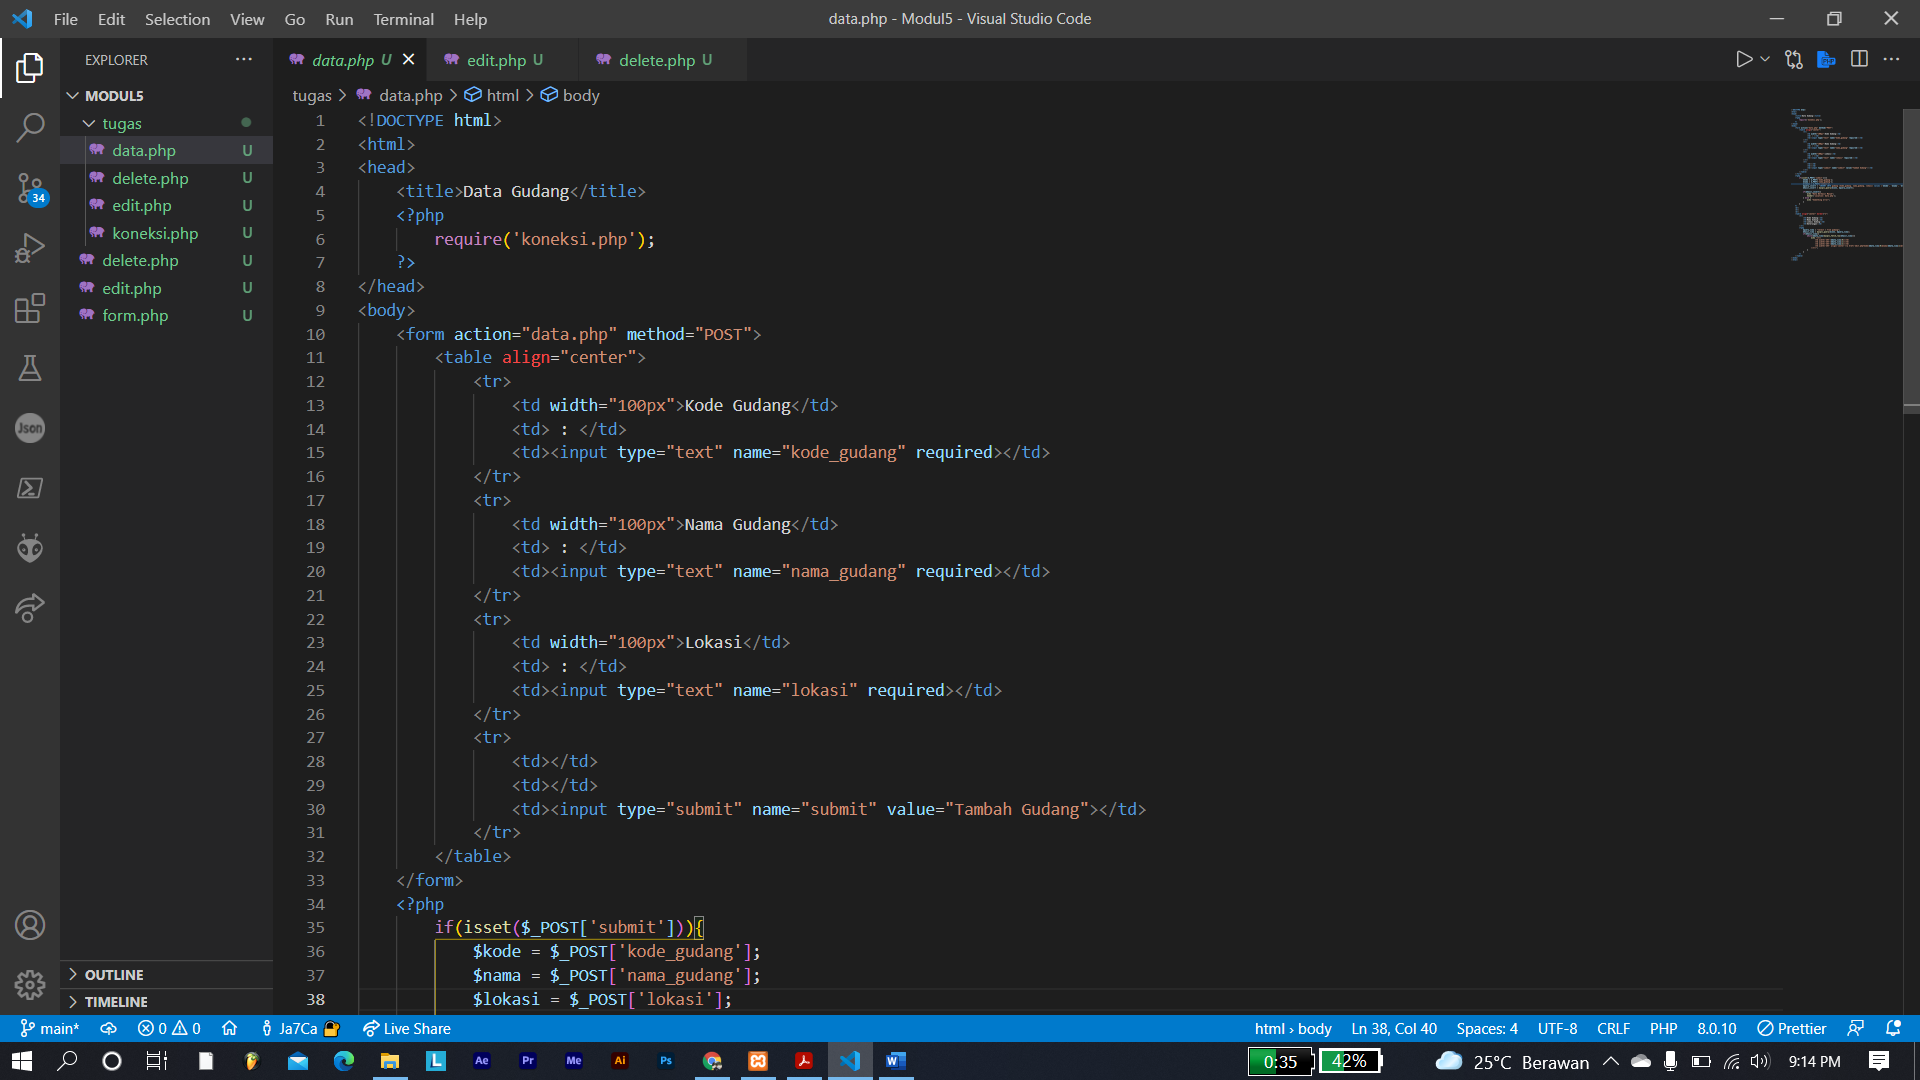 File Edit Selection View Go Run Terminal Help
data.php - Modul5 - Visual Studio Code
EXPLORER
MODUL5
tugas
data.php U
delete.php U
edit.php U
koneksi.php U
delete.php U
edit.php U
form.php U
OUTLINE
TIMELINE
34
Json
data.php U
edit.php U
delete.php U
tugas > data.php > html > body
1 <!DOCTYPE html>
2 <html>
3 <head>
4 <title>Data Gudang</title>
5 <?php
6 require('koneksi.php');
7 ?>
8 </head>
9 <body>
10 <form action="data.php" method="POST">
11 <table align="center">
12 <tr>
13 <td width="100px">Kode Gudang</td>
14 <td> : </td>
15 <td><input type="text" name="kode_gudang" required></td>
16 </tr>
17 <tr>
18 <td width="100px">Nama Gudang</td>
19 <td> : </td>
20 <td><input type="text" name="nama_gudang" required></td>
21 </tr>
22 <tr>
23 <td width="100px">Lokasi</td>
24 <td> : </td>
25 <td><input type="text" name="lokasi" required></td>
26 </tr>
27 <tr>
28 <td></td>
29 <td></td>
30 <td><input type="submit" name="submit" value="Tambah Gudang"></td>
31 </tr>
32 </table>
33 </form>
34 <?php
35 if(isset($_POST['submit'])){
36 $kode = $_POST['kode_gudang'];
37 $nama = $_POST['nama_gudang'];
38 $lokasi = $_POST['lokasi'];
main* 0 0 Ja7Ca Live Share
html › body Ln 38, Col 40 Spaces: 4 UTF-8 CRLF PHP 8.0.10 Prettier
L Ae Pr Me Ai Ps W
0:35 42% 25°C Berawan 9:14 PM